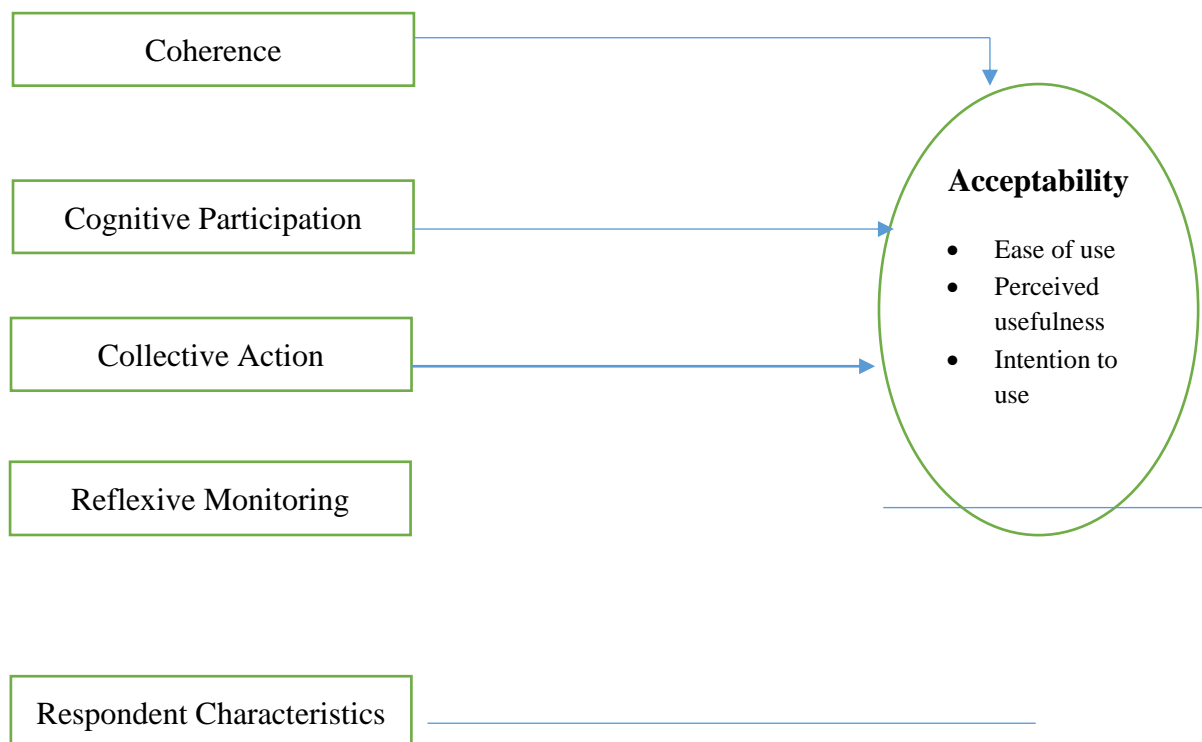 Coherence
Acceptability
Cognitive Participation
• Ease of use
• Perceived
usefulness
Collective Action
• Intention to
use
Reflexive Monitoring
Respondent Characteristics